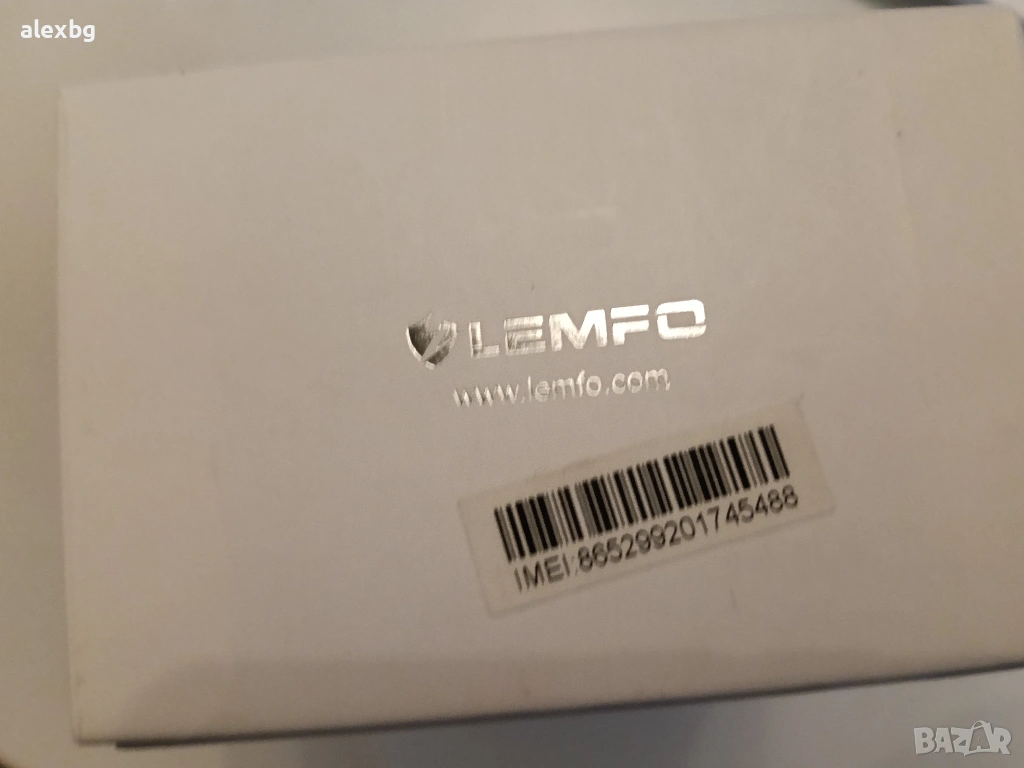 alexbg
LEMFO
www.lemfo.com
IMEI:865299201745488
BAZAR